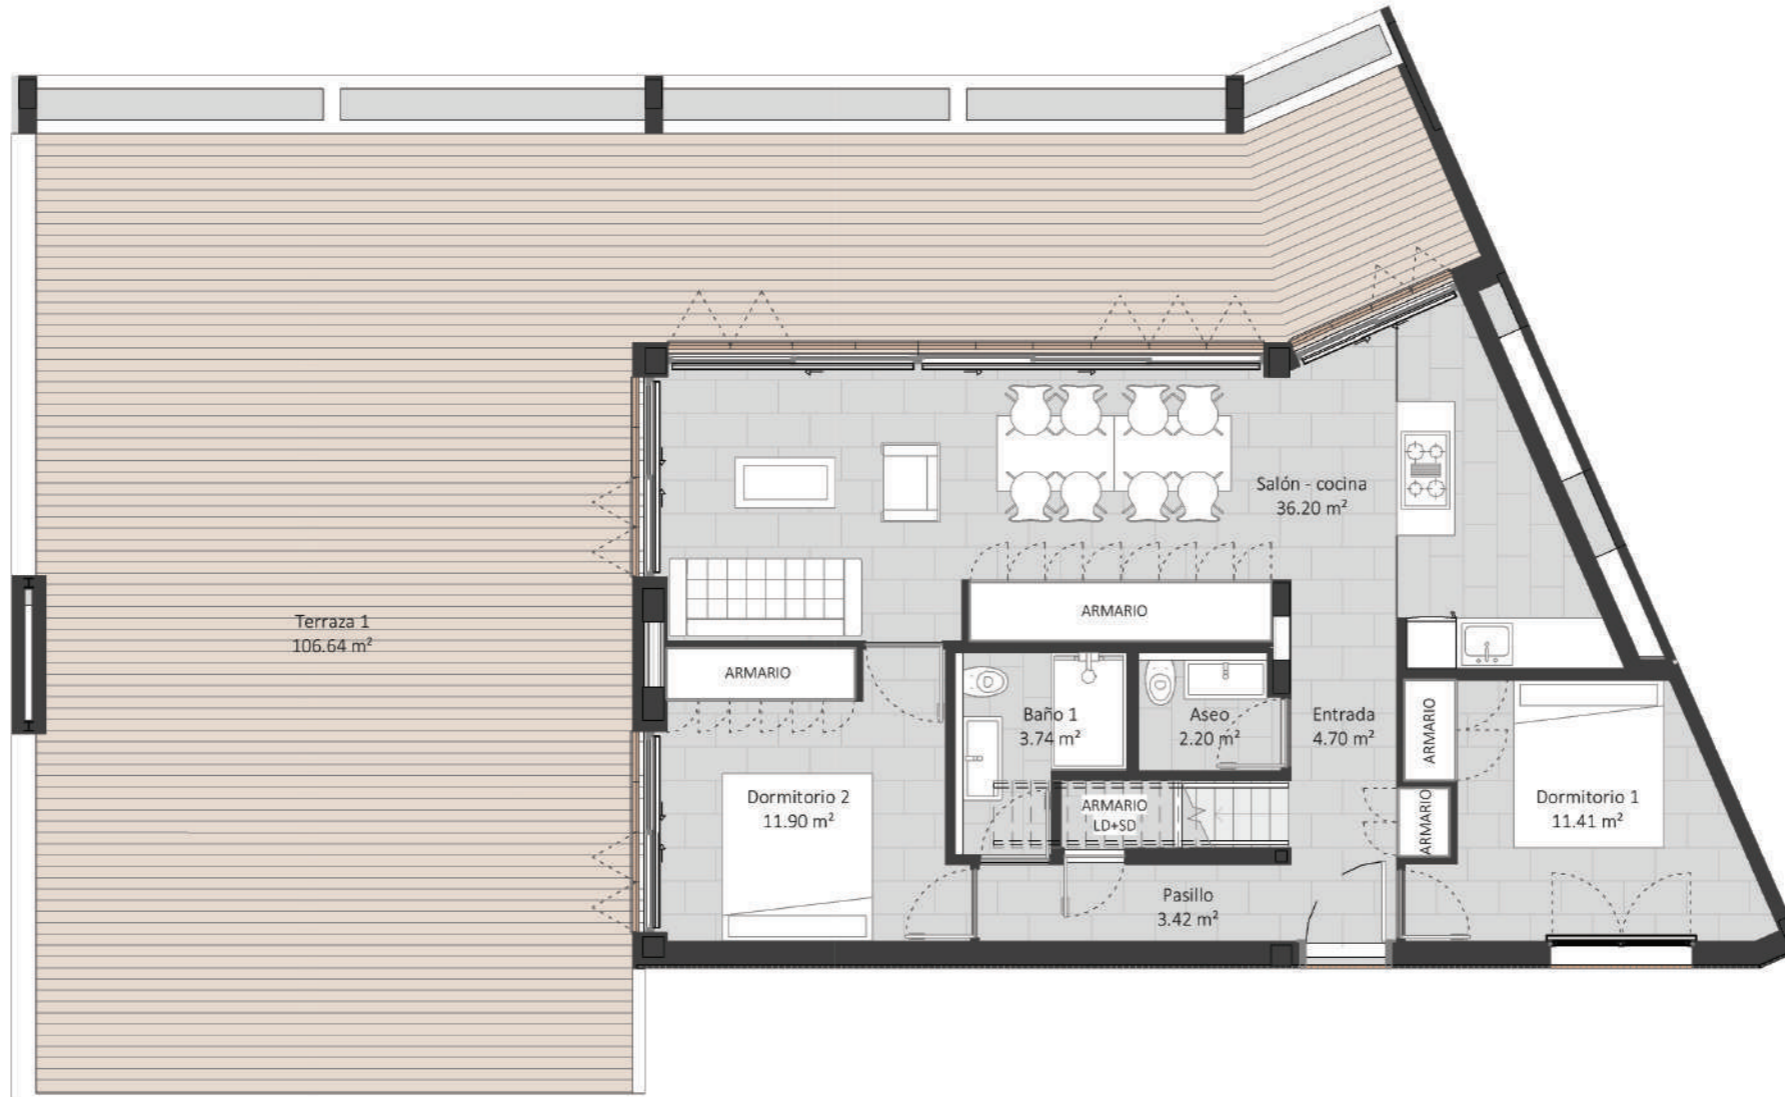 Salón - cocina
36.20 m²
Terraza 1
106.64 m²
ARMARIO
ARMARIO
Baño 1
3.74 m²
Aseo
2.20 m²
Entrada
4.70 m²
ARMARIO
Dormitorio 2
11.90 m²
ARMARIO
LD+SD
ARMARIO
Dormitorio 1
11.41 m²
Pasillo
3.42 m²